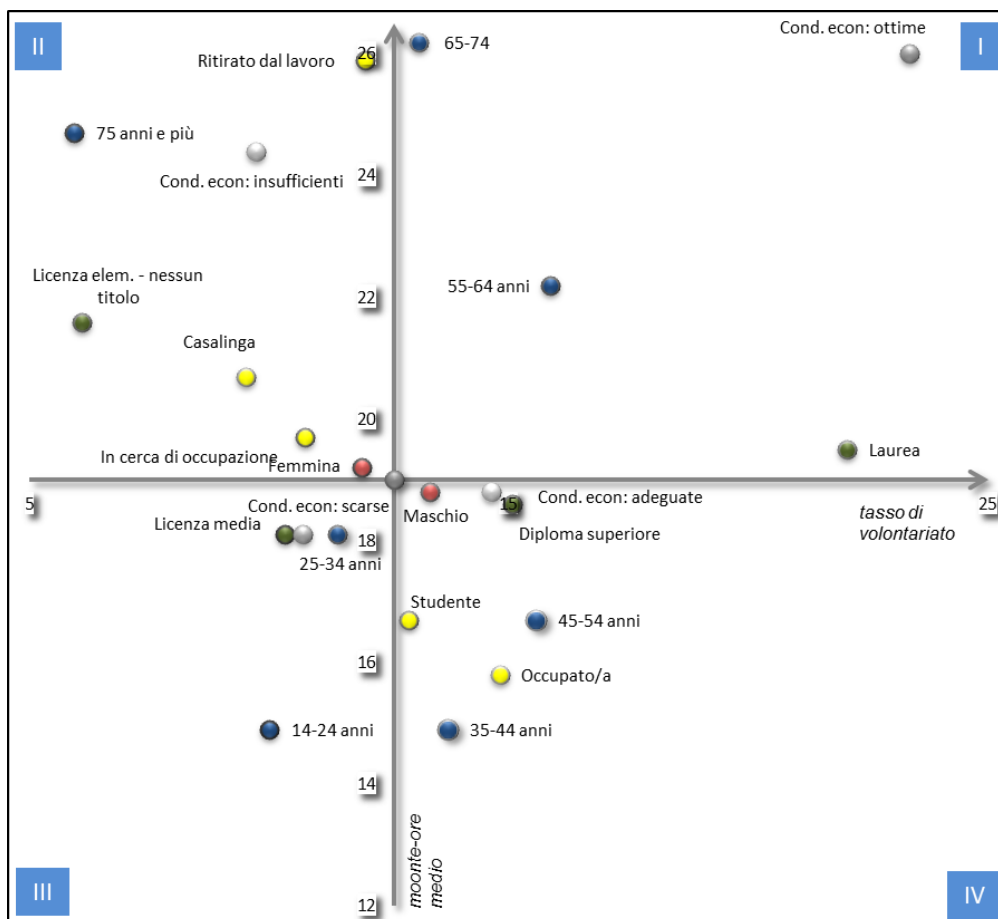 II
26
65-74
Cond. econ: ottime
I
Ritirato dal lavoro
75 anni e più
24
Cond. econ: insufficienti
Licenza elem. - nessun
titolo
22
55-64 anni
Casalinga
20
In cerca di occupazione
Femmina
Laurea
5
Cond. econ: scarse
Maschio
15
Cond. econ: adeguate
25
Licenza media
18
Diploma superiore
tasso di
volontariato
25-34 anni
Studente
45-54 anni
16
Occupato/a
14-24 anni
35-44 anni
14
moonte-ore
medio
III
12
IV